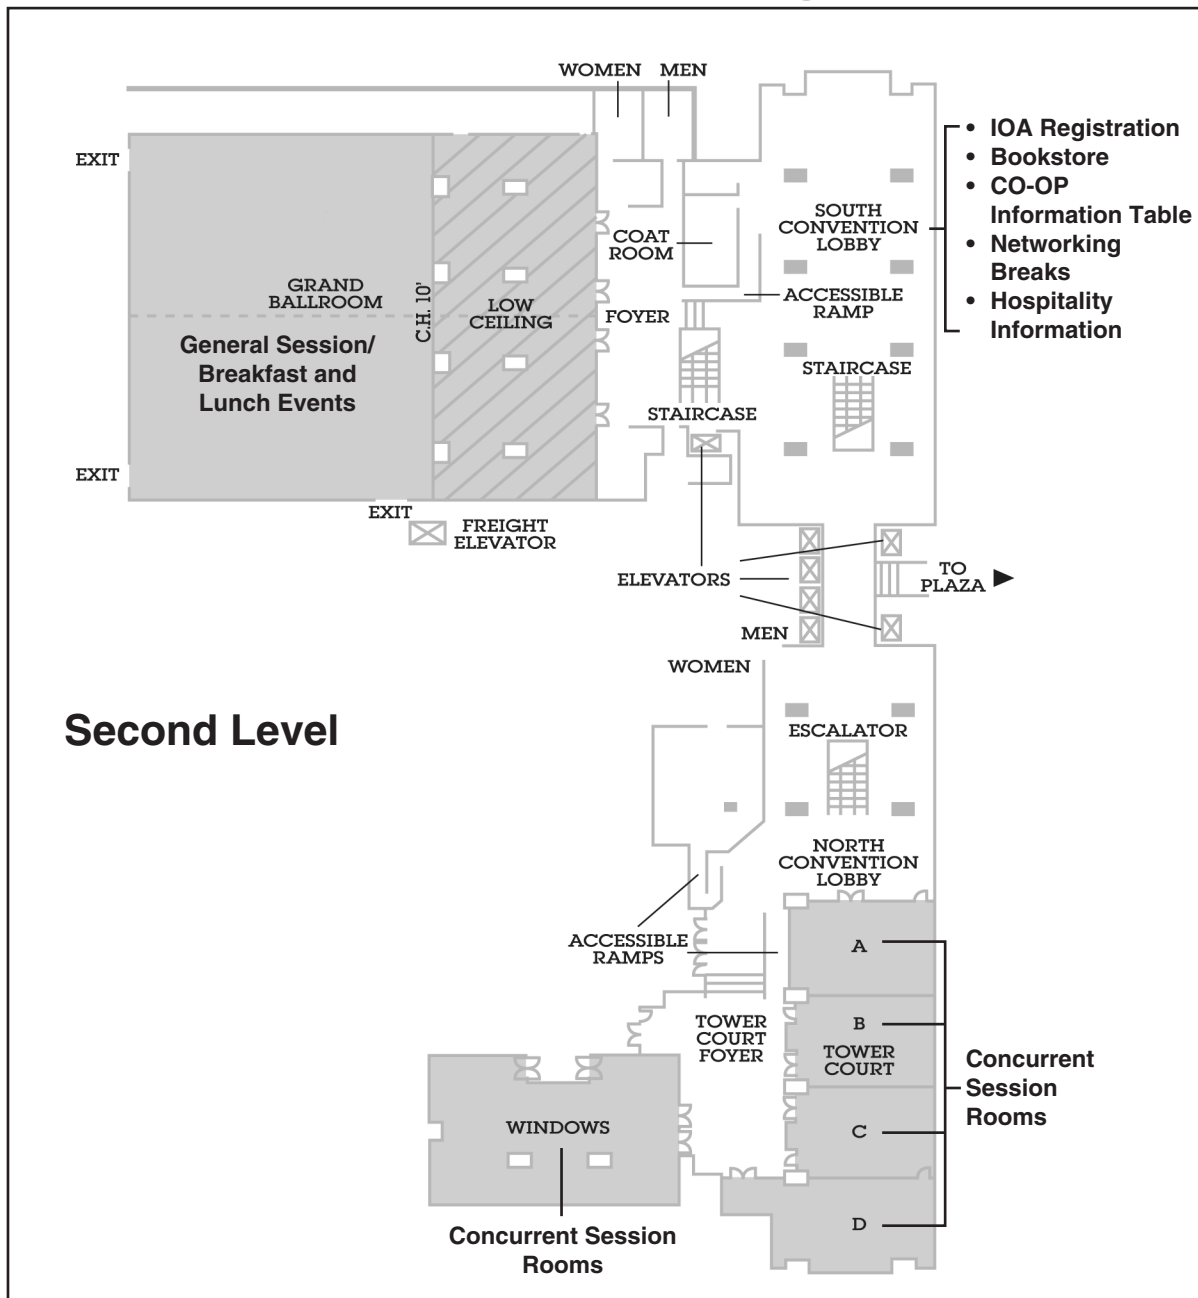 WOMEN
MEN
EXIT
• IOA Registration
• Bookstore
• CO-OP
Information Table
• Networking
Breaks
• Hospitality
Information
SOUTH
CONVENTION
LOBBY
COAT
ROOM
GRAND
BALLROOM
C.H. 10'
LOW
CEILING
FOYER
ACCESSIBLE
RAMP
General Session/
Breakfast and
Lunch Events
STAIRCASE
STAIRCASE
EXIT
EXIT
FREIGHT
ELEVATOR
ELEVATORS
TO
PLAZA
MEN
WOMEN
Second Level
ESCALATOR
NORTH
CONVENTION
LOBBY
ACCESSIBLE
RAMPS
A
B
TOWER
COURT
FOYER
TOWER
COURT
Concurrent
Session
Rooms
WINDOWS
C
D
Concurrent Session
Rooms